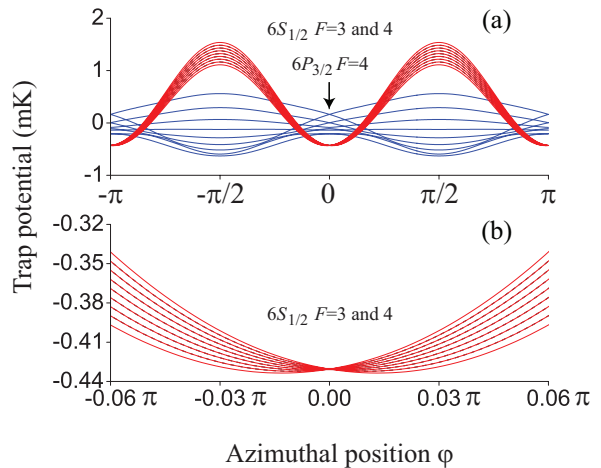 (a)
6S1/2 F=3 and 4
6P3/2 F=4
2
1
0
-1
-π
-π/2
0
π/2
π
Trap potential (mK)
(b)
6S1/2 F=3 and 4
-0.32
-0.35
-0.38
-0.41
-0.44
-0.06 π
-0.03 π
0.00
0.03 π
0.06 π
Azimuthal position φ